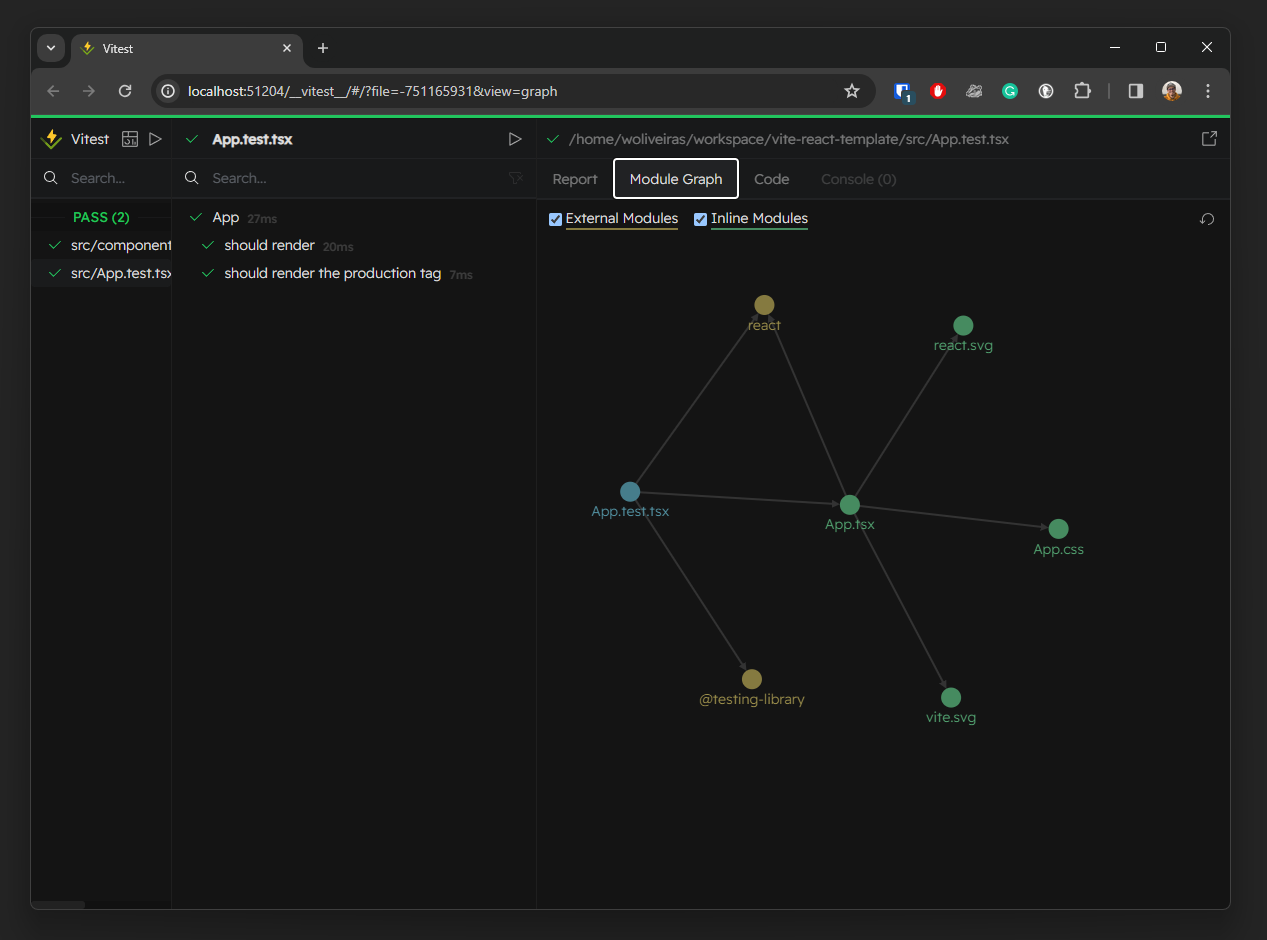 Vitest
localhost:51204/__vitest__/#/?file=-751165931&view=graph
1
Vitest
App.test.tsx
/home/woliveiras/workspace/vite-react-template/src/App.test.tsx
Search...
Search...
Report
Module Graph
Code
Console (0)
PASS (2)
src/component
src/App.test.tsx
App 27ms
should render 20ms
should render the production tag 7ms
External Modules
Inline Modules
react
react.svg
App.test.tsx
App.tsx
App.css
@testing-library
vite.svg